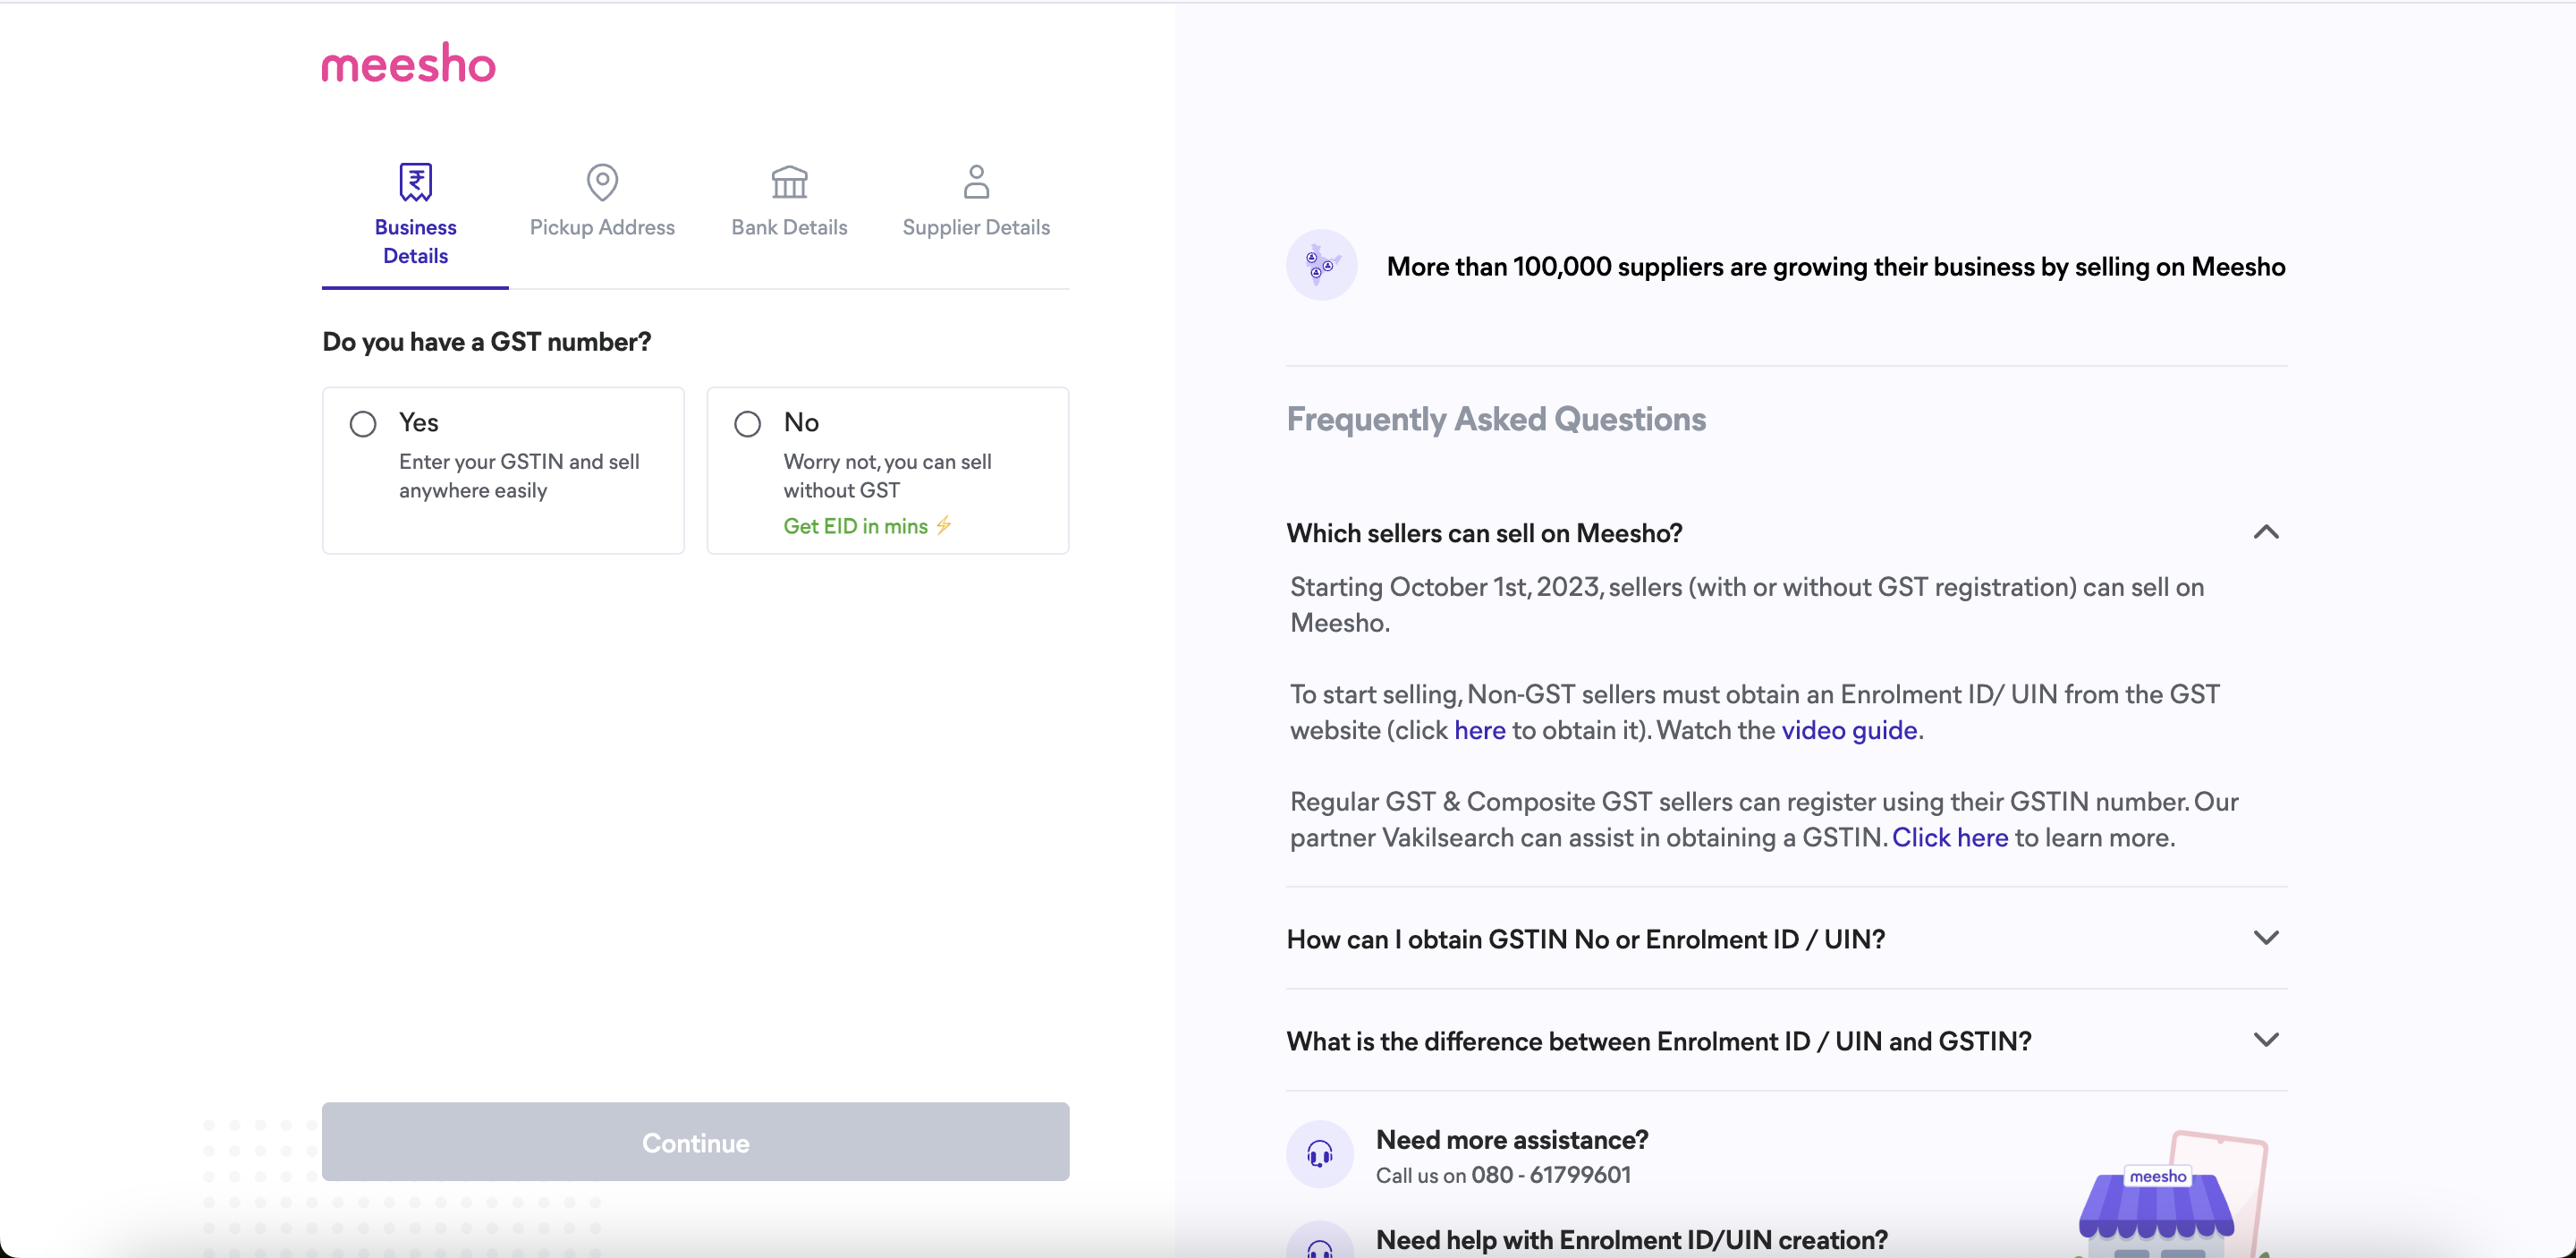 meesho
Business
Details
Pickup Address
Bank Details
Supplier Details
Do you have a GST number?
Yes
Enter your GSTIN and sell
anywhere easily
No
Worry not, you can sell
without GST
Get EID in mins ⚡
Continue
More than 100,000 suppliers are growing their business by selling on Meesho
Frequently Asked Questions
Which sellers can sell on Meesho?
Starting October 1st, 2023, sellers (with or without GST registration) can sell on
Meesho.
To start selling, Non-GST sellers must obtain an Enrolment ID/ UIN from the GST
website (click here to obtain it). Watch the video guide.
Regular GST & Composite GST sellers can register using their GSTIN number. Our
partner Vakilsearch can assist in obtaining a GSTIN. Click here to learn more.
How can I obtain GSTIN No or Enrolment ID / UIN?
What is the difference between Enrolment ID / UIN and GSTIN?
Need more assistance?
Call us on 080 - 61799601
meesho
Need help with Enrolment ID/UIN creation?